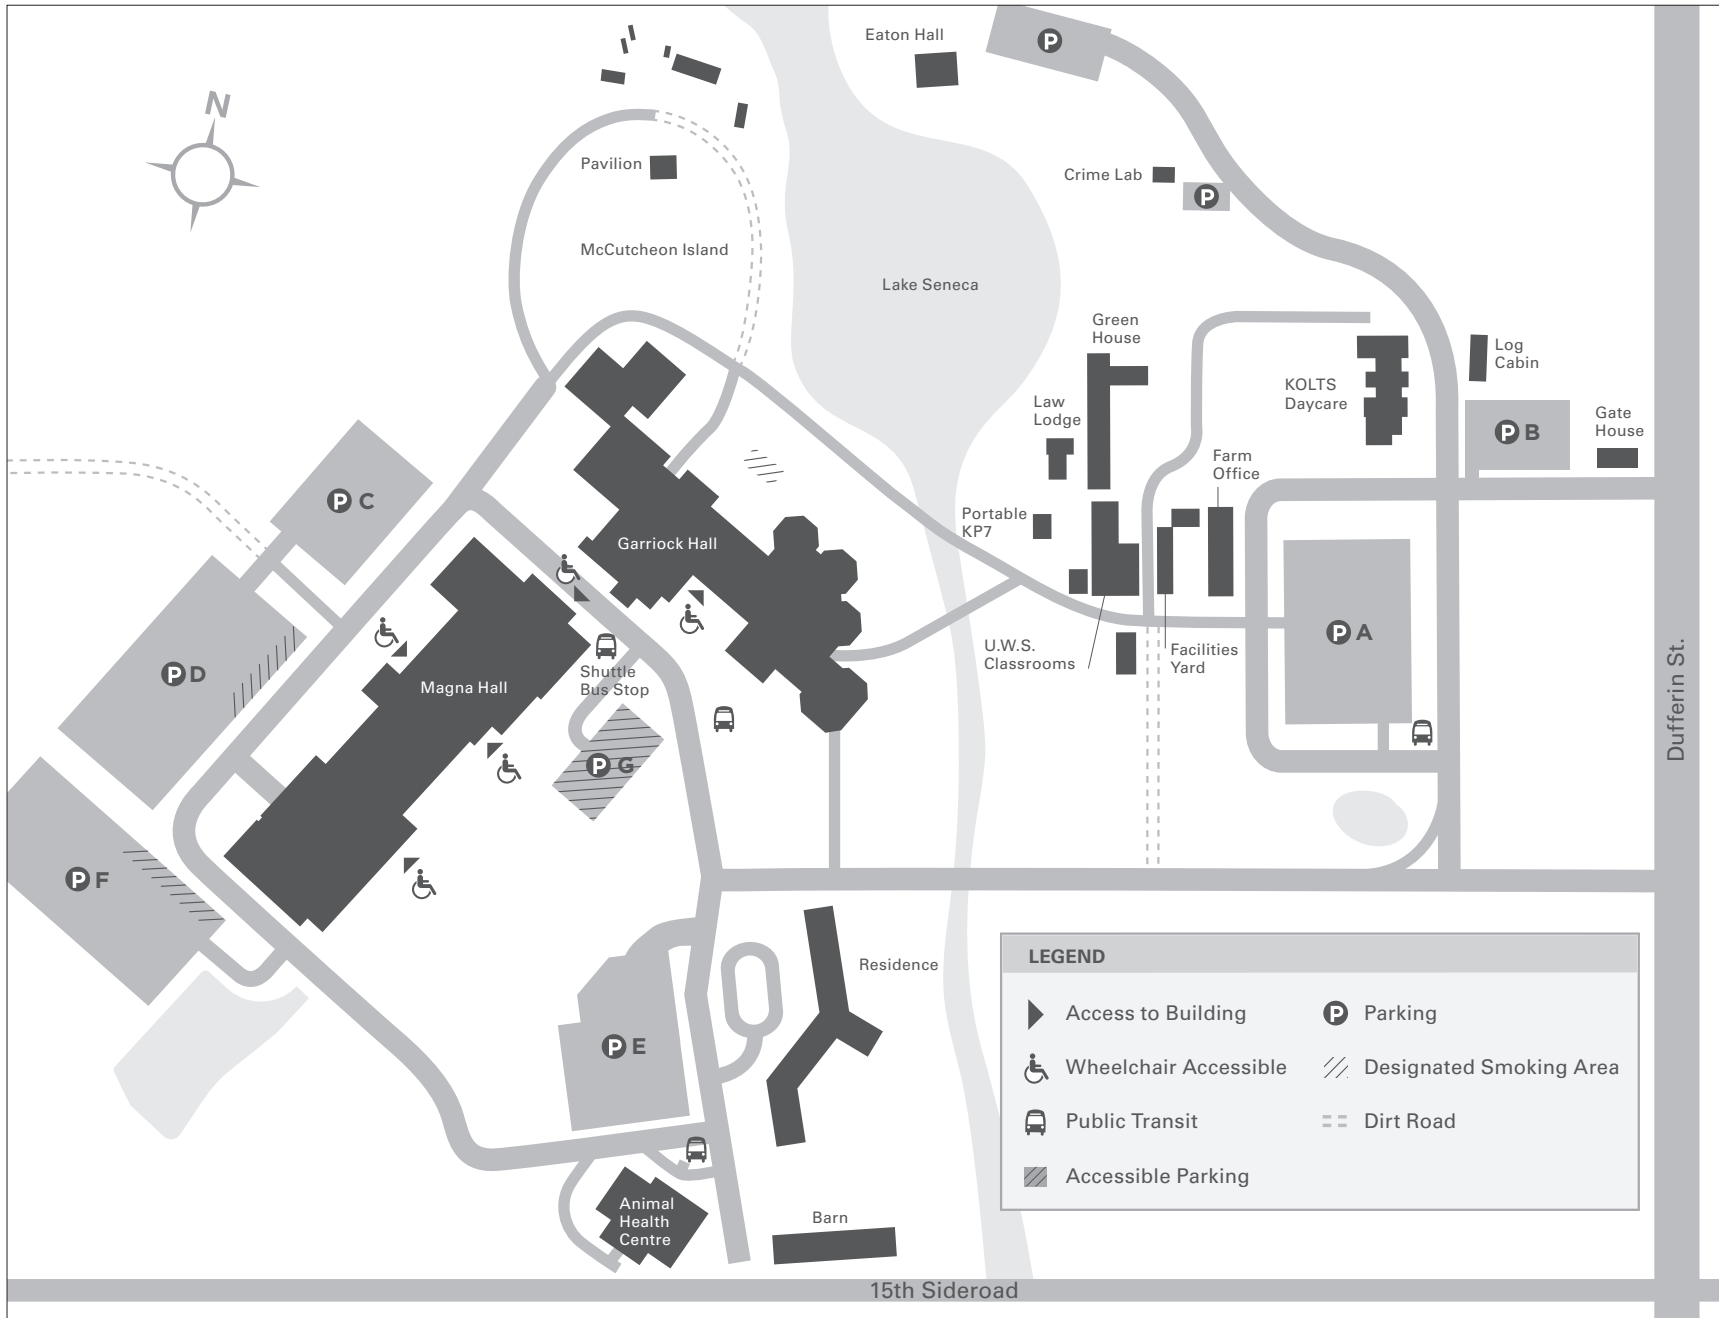 N
Eaton Hall
P
Pavilion
Crime Lab
P
McCutcheon Island
Lake Seneca
Green
House
Log
Cabin
KOLTS
Daycare
Law
Lodge
Gate
House
P B
Farm
Office
P C
Portable
KP7
Garriock Hall
P A
U.W.S.
Classrooms
Facilities
Yard
P D
Magna Hall
Shuttle
Bus Stop
Dufferin St.
P G
P F
Residence
P E
LEGEND
Access to Building
P Parking
Wheelchair Accessible
Designated Smoking Area
Public Transit
Dirt Road
Accessible Parking
Animal
Health
Centre
Barn
15th Sideroad